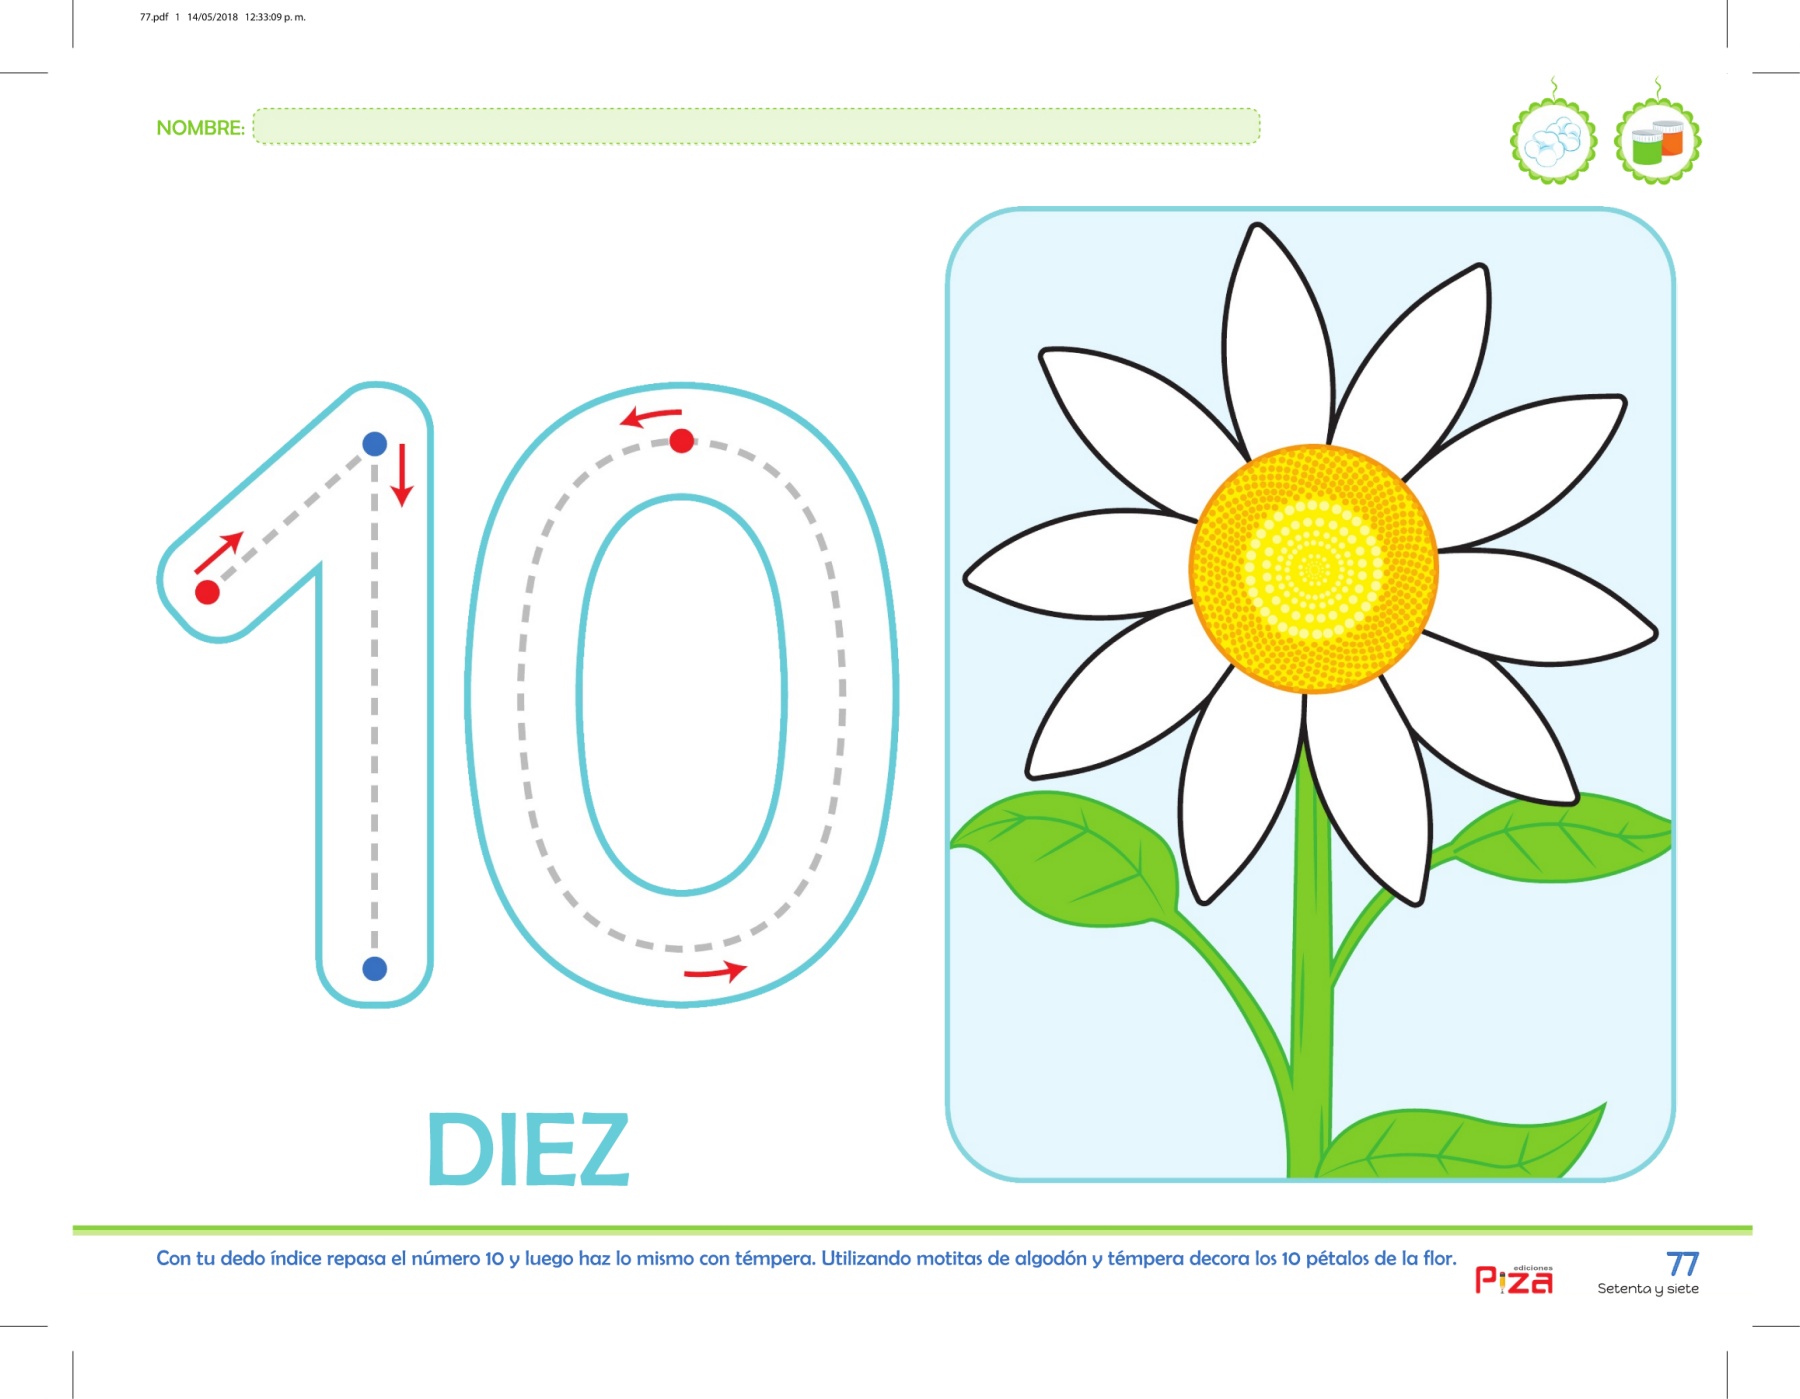 77.pdf 1 14/05/2018 12:33:09 p. m.
NOMBRE:
10
DIEZ
Con tu dedo índice repasa el número 10 y luego haz lo mismo con témpera. Utilizando motitas de algodón y témpera decora los 10 pétalos de la flor.
ediciones
Piza
77
Setenta y siete